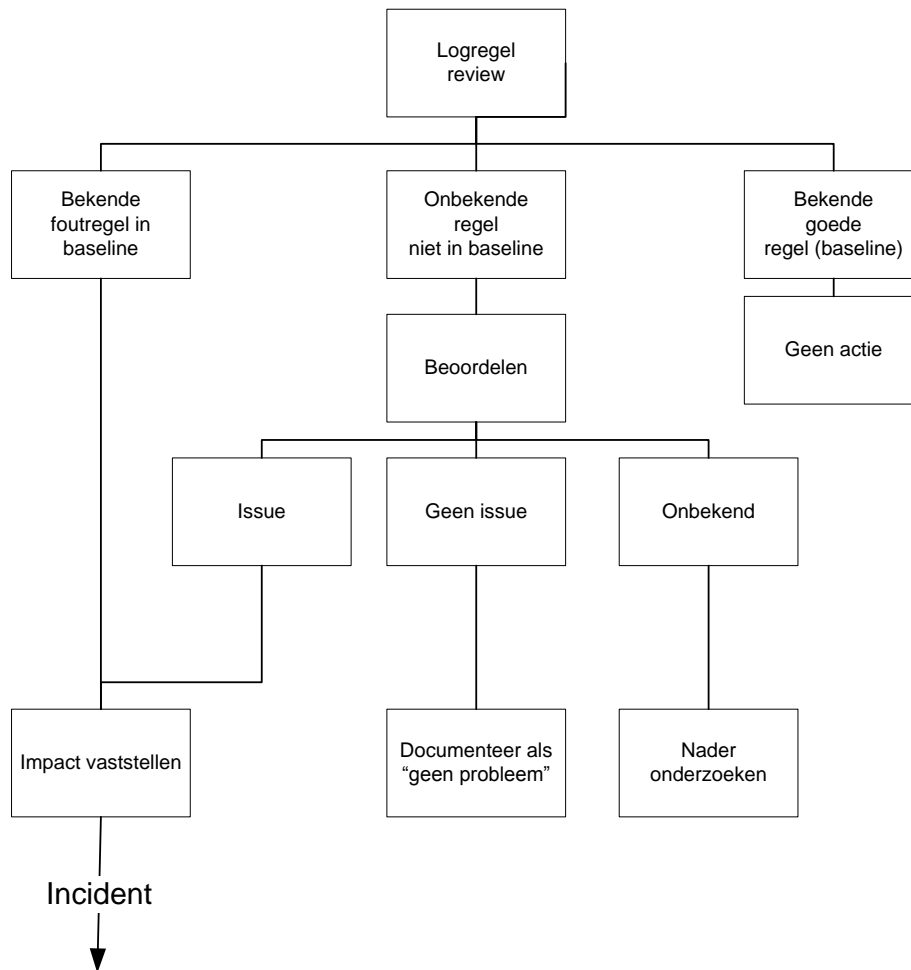 Logregel
review
Bekende
foutregel in
baseline
Onbekende
regel
niet in baseline
Bekende
goede
regel (baseline)
Geen actie
Beoordelen
Issue
Geen issue
Onbekend
Impact vaststellen
Documenteer als
“geen probleem”
Nader
onderzoeken
Incident